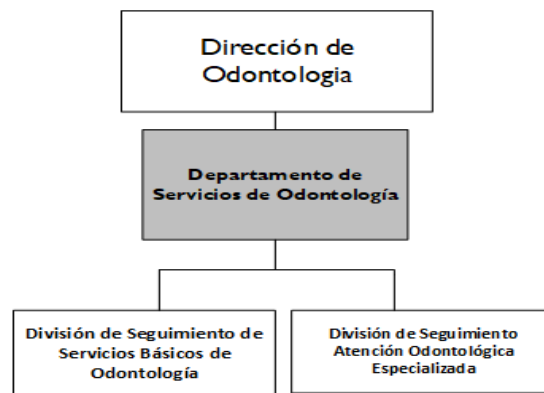 Dirección de
Odontologia
Departamento de
Servicios de Odontología
División de Seguimiento de
Servicios Básicos de
Odontología
División de Seguimiento
Atención Odontológica
Especializada